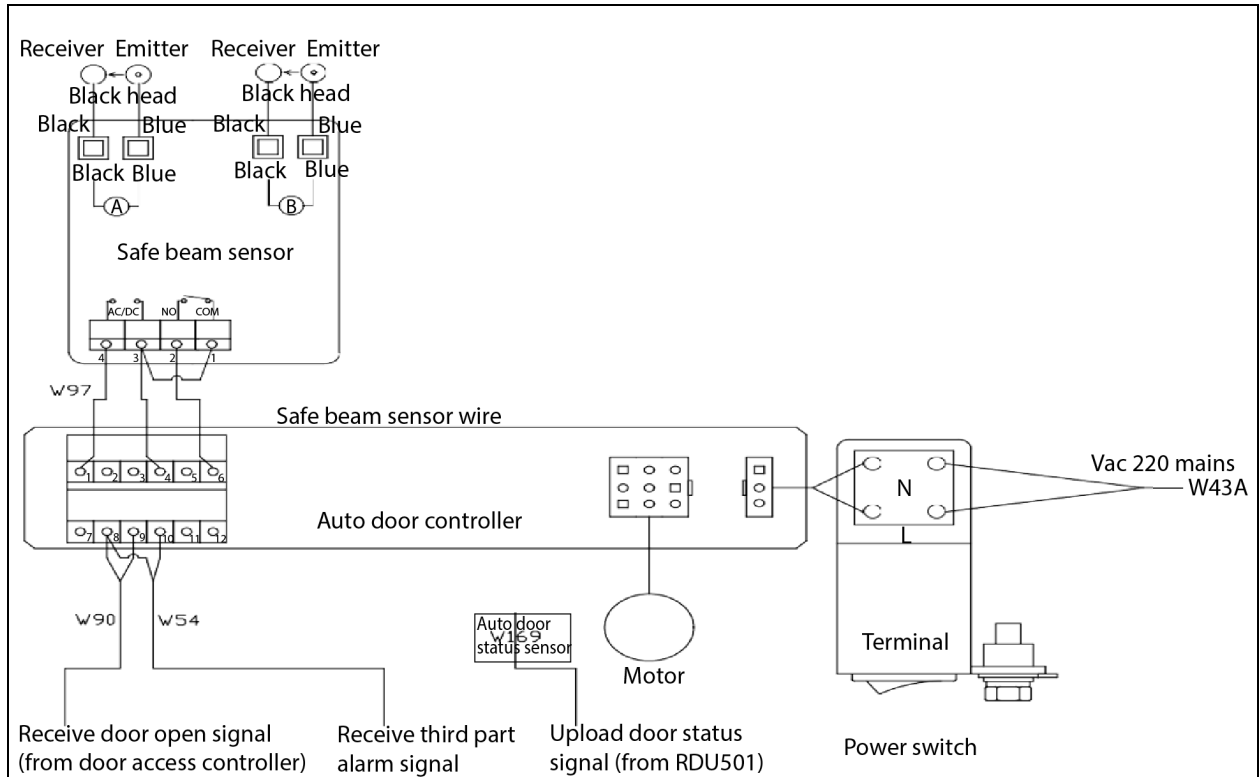 Receiver Emitter Receiver Emitter
Black head Black head
Black Blue Black Blue
Black Blue Black Blue
A B
Safe beam sensor
AC/DC NO COM
4 3 2 1
W97
Safe beam sensor wire
1 2 3 4 5 6
Auto door controller
7 8 9 10 11 12
N
L
Vac 220 mains
W43A
W90 W54
Auto door
W169
status sensor
Motor
Terminal
Receive door open signal
(from door access controller)
Receive third part
alarm signal
Upload door status
signal (from RDU501)
Power switch